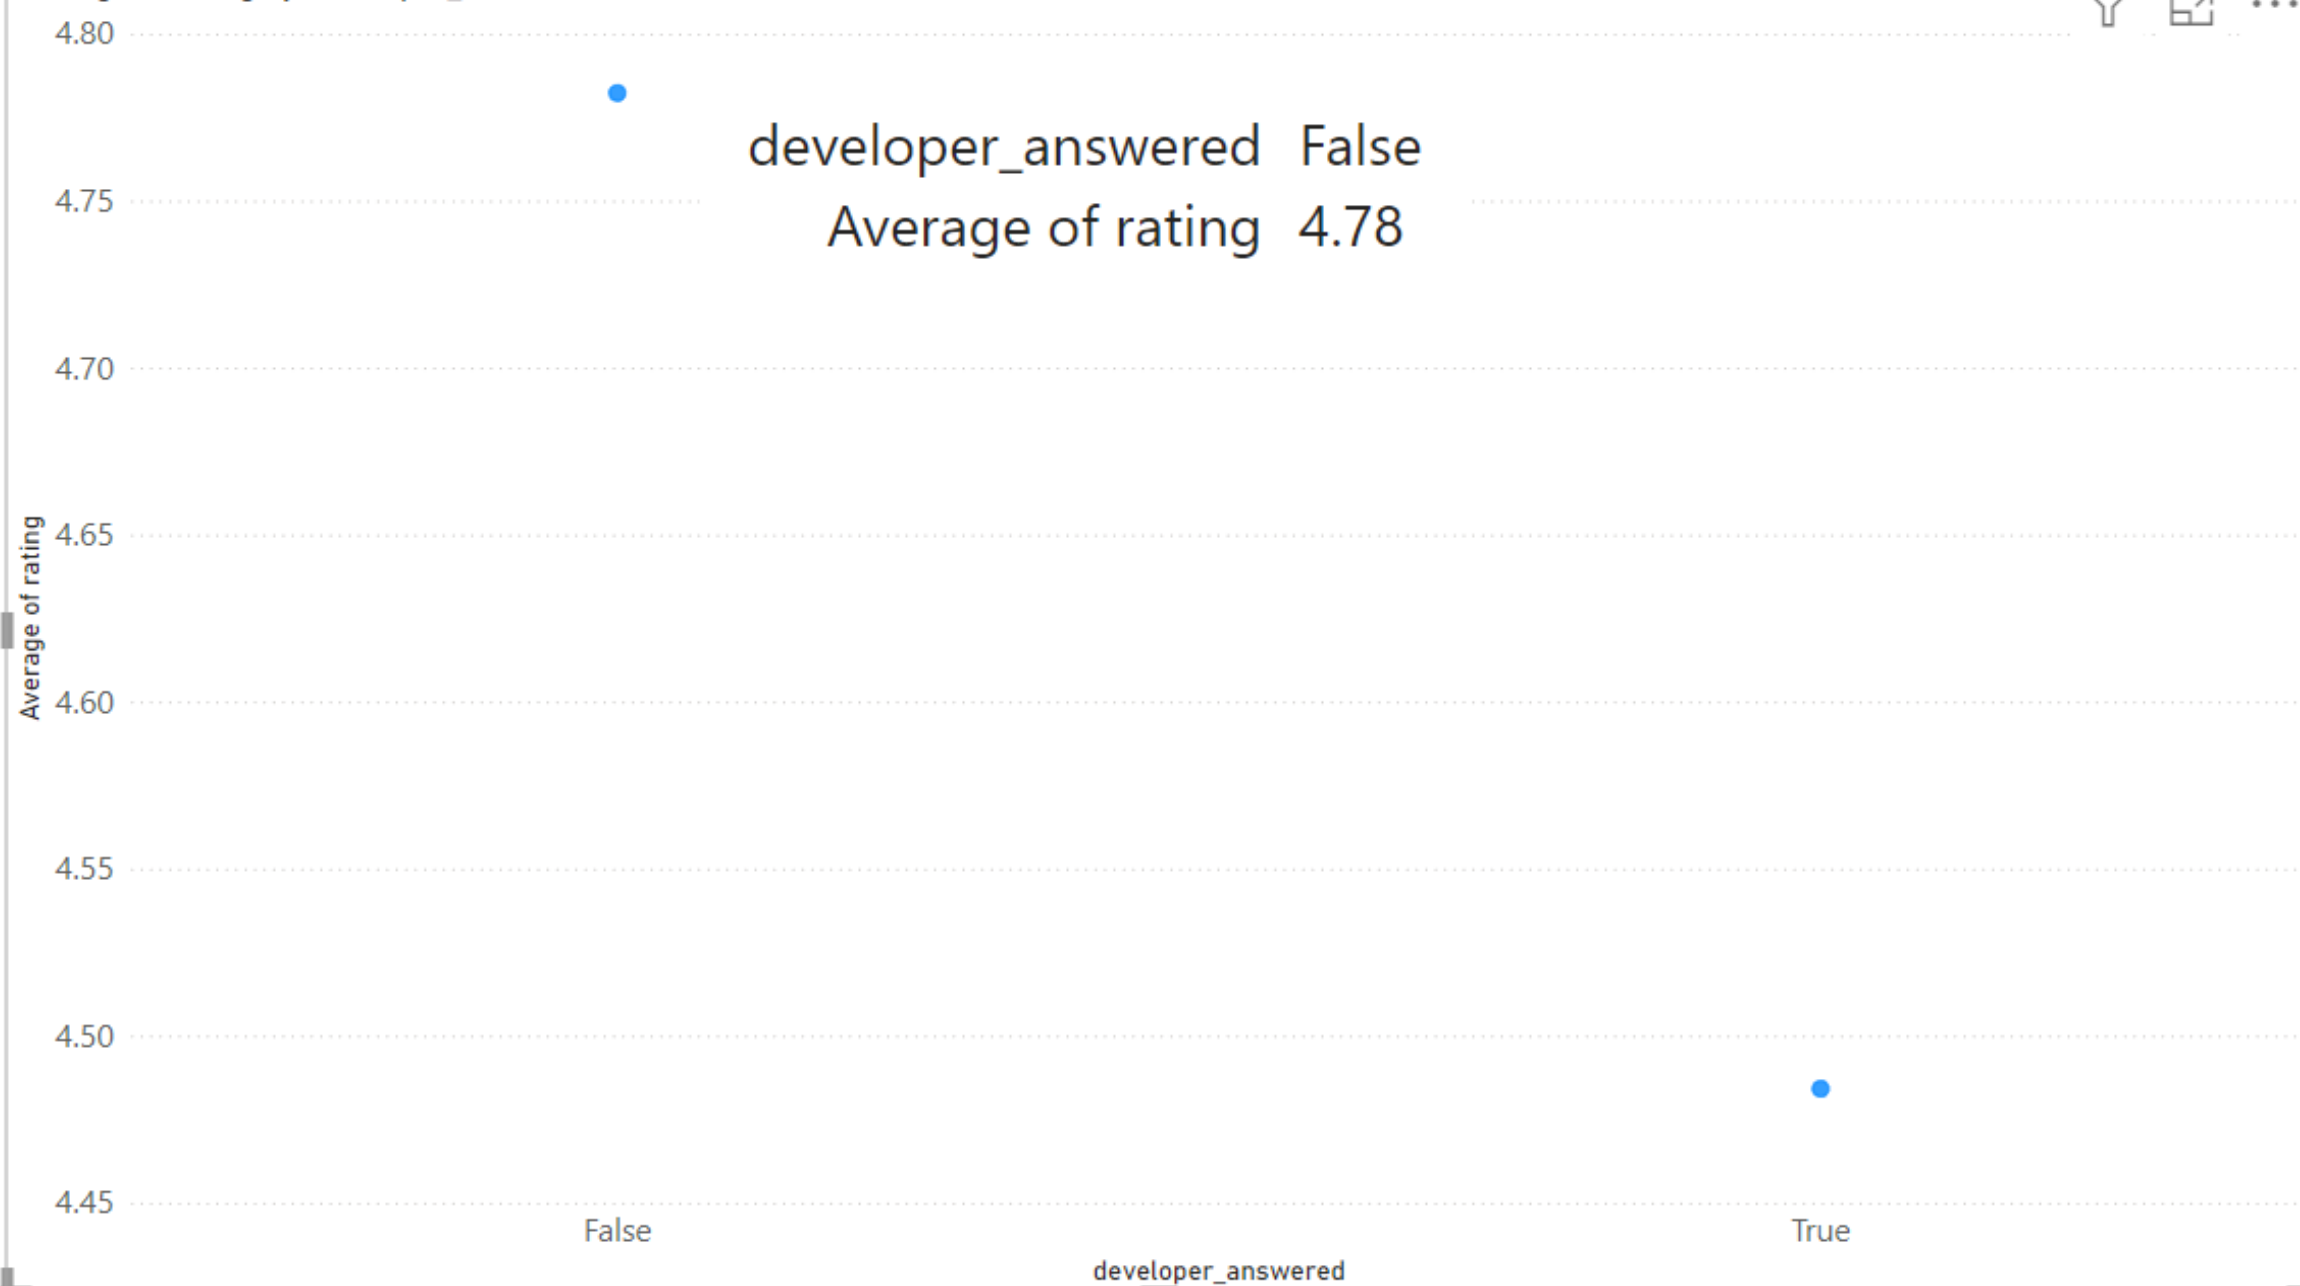 4.80
developer_answered False
4.75
Average of rating 4.78
4.70
4.65
Average of rating
4.60
4.55
4.50
4.45
False True
developer_answered